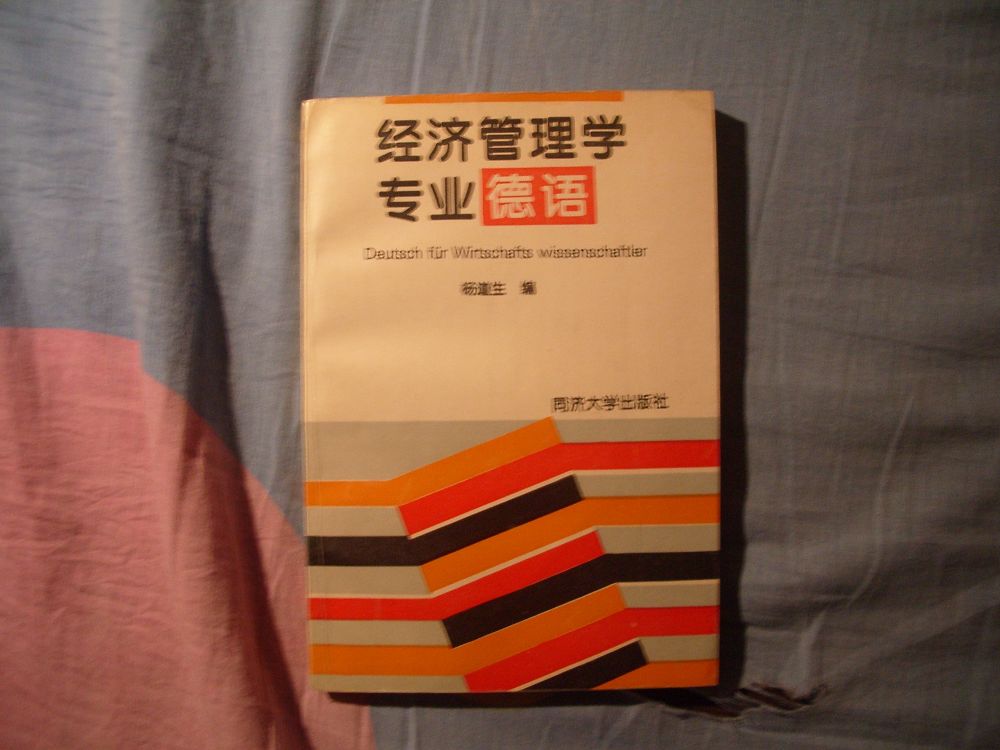 经济管理学
专业德语
Deutsch für Wirtschafts wissenschaftler
杨道生 编
同济大学出版社